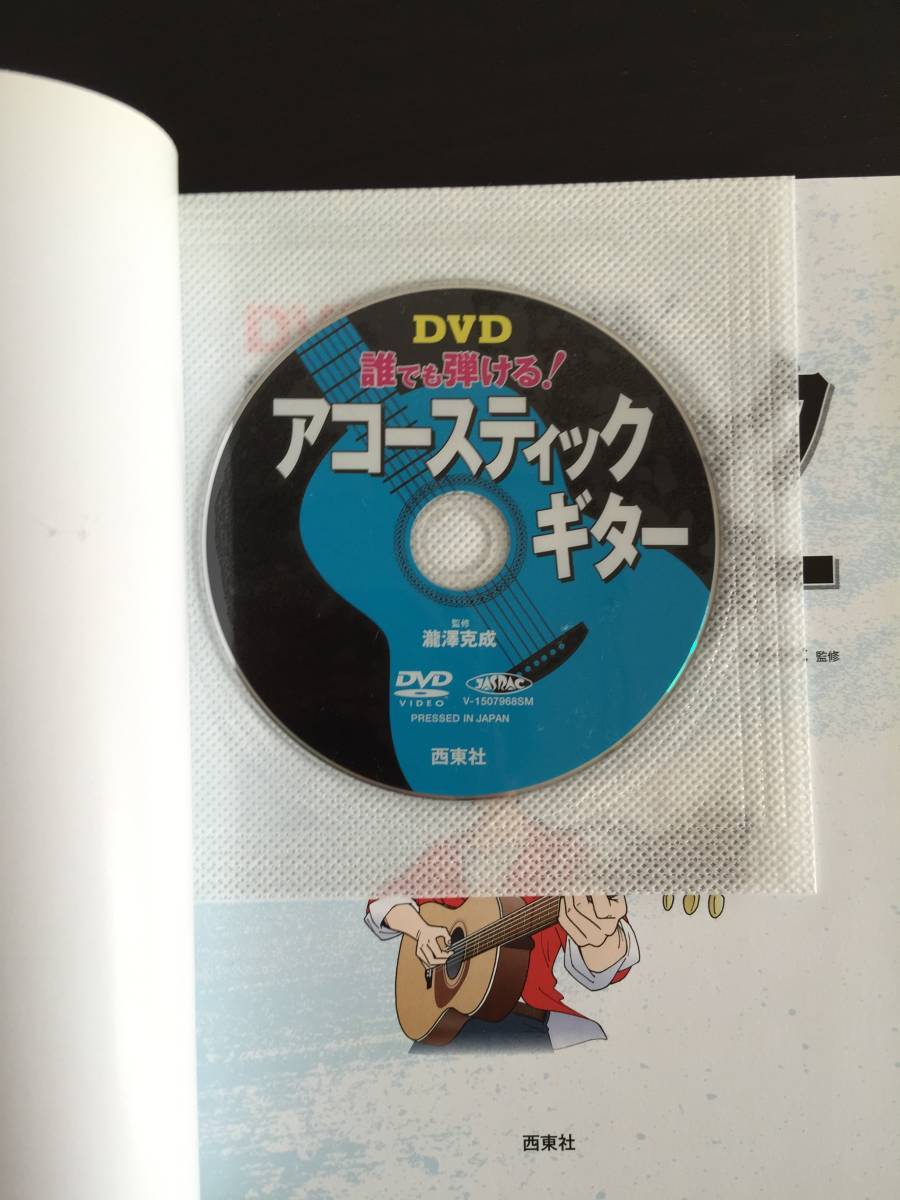 DVD
誰でも弾ける!
アコースティック
ギター
監修
瀧澤克成
DVD
VIDEO
JASRAC
V-1507968SM
PRESSED IN JAPAN
西東社
監修
西東社